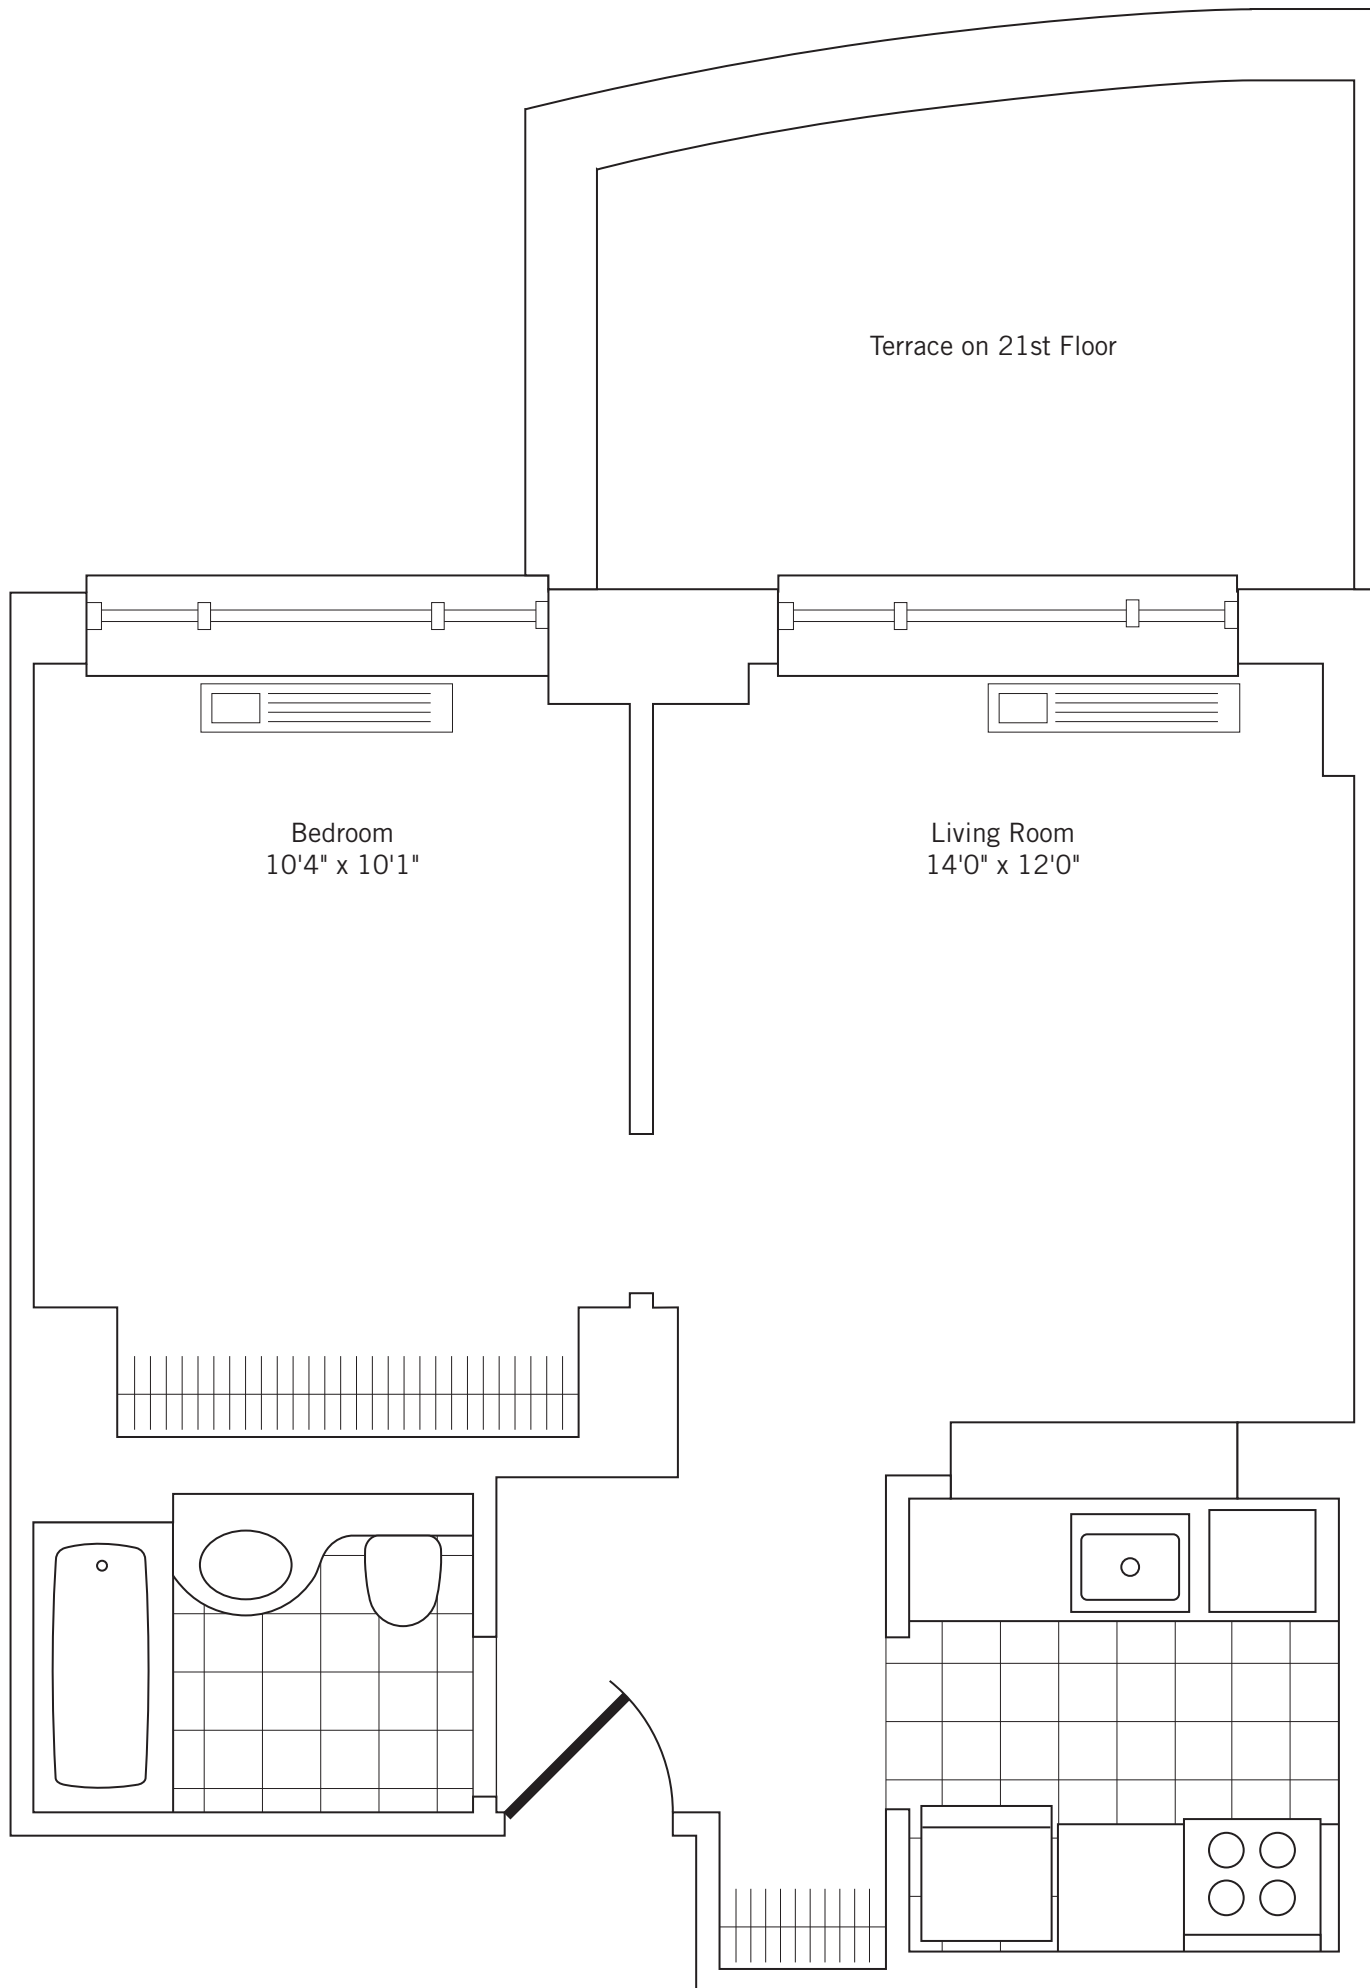 Terrace on 21st Floor
Bedroom
10'4" x 10'1"
Living Room
14'0" x 12'0"